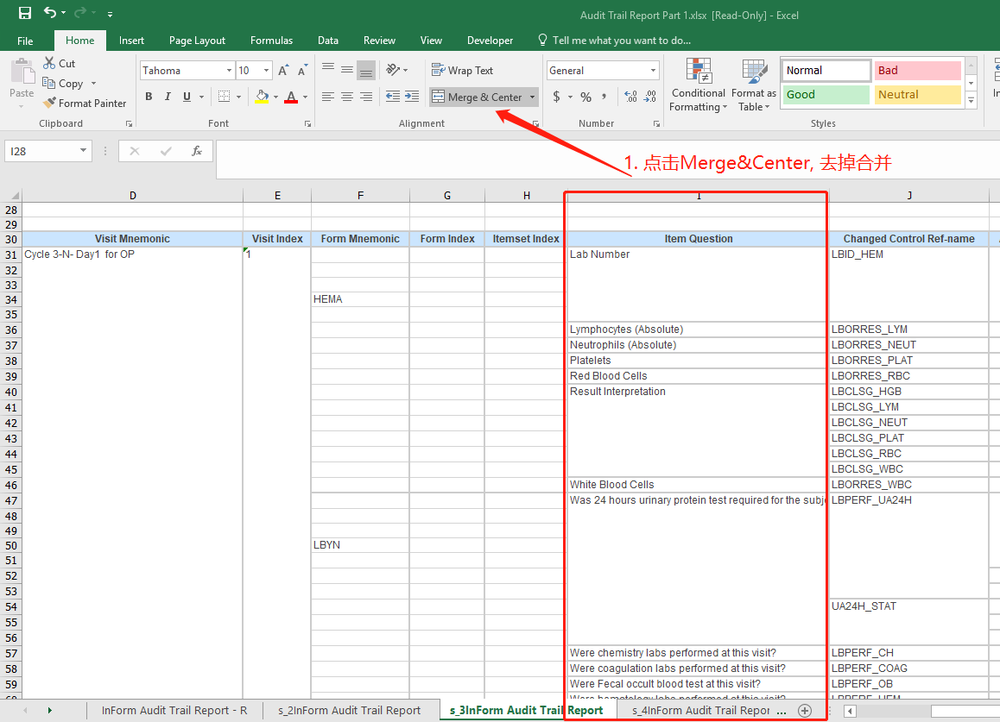 Audit Trail Report Part 1.xlsx [Read-Only] - Excel
File Home Insert Page Layout Formulas Data Review View Developer Tell me what you want to do...
Paste
Cut
Copy
Format Painter
Clipboard
Tahoma 10
B I U A
Font
Wrap Text
Merge & Center
Alignment
General
$ % ,
Number
Conditional Formatting
Format as Table
Normal Bad
Good Neutral
Styles
I28 fx
1. 点击Merge&Center, 去掉合并
D E F G H I J
28
29
30 Visit Mnemonic Visit Index Form Mnemonic Form Index Itemset Index Item Question Changed Control Ref-name
31 Cycle 3-N- Day1 for OP 1 Lab Number LBID_HEM
32
33
34 HEMA
35
36 Lymphocytes (Absolute) LBORRES_LYM
37 Neutrophils (Absolute) LBORRES_NEUT
38 Platelets LBORRES_PLAT
39 Red Blood Cells LBORRES_RBC
40 Result Interpretation LBCLSG_HGB
41 LBCLSG_LYM
42 LBCLSG_NEUT
43 LBCLSG_PLAT
44 LBCLSG_RBC
45 LBCLSG_WBC
46 White Blood Cells LBORRES_WBC
47 Was 24 hours urinary protein test required for the subje LBPERF_UA24H
48
49
50 LBYN
51
52
53
54 UA24H_STAT
55
56
57 Were chemistry labs performed at this visit? LBPERF_CH
58 Were coagulation labs performed at this visit? LBPERF_COAG
59 Were Fecal occult blood test at this visit? LBPERF_OB
60 Were hematology labs performed at this visit? LBPERF_HEM
InForm Audit Trail Report - R s_2InForm Audit Trail Report s_3InForm Audit Trail Report s_4InForm Audit Trail Repor ...